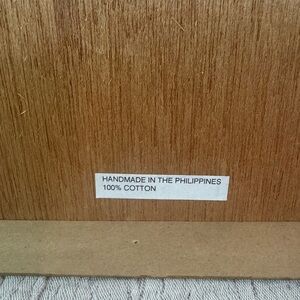 HANDMADE IN THE PHILIPPINES
100% COTTON